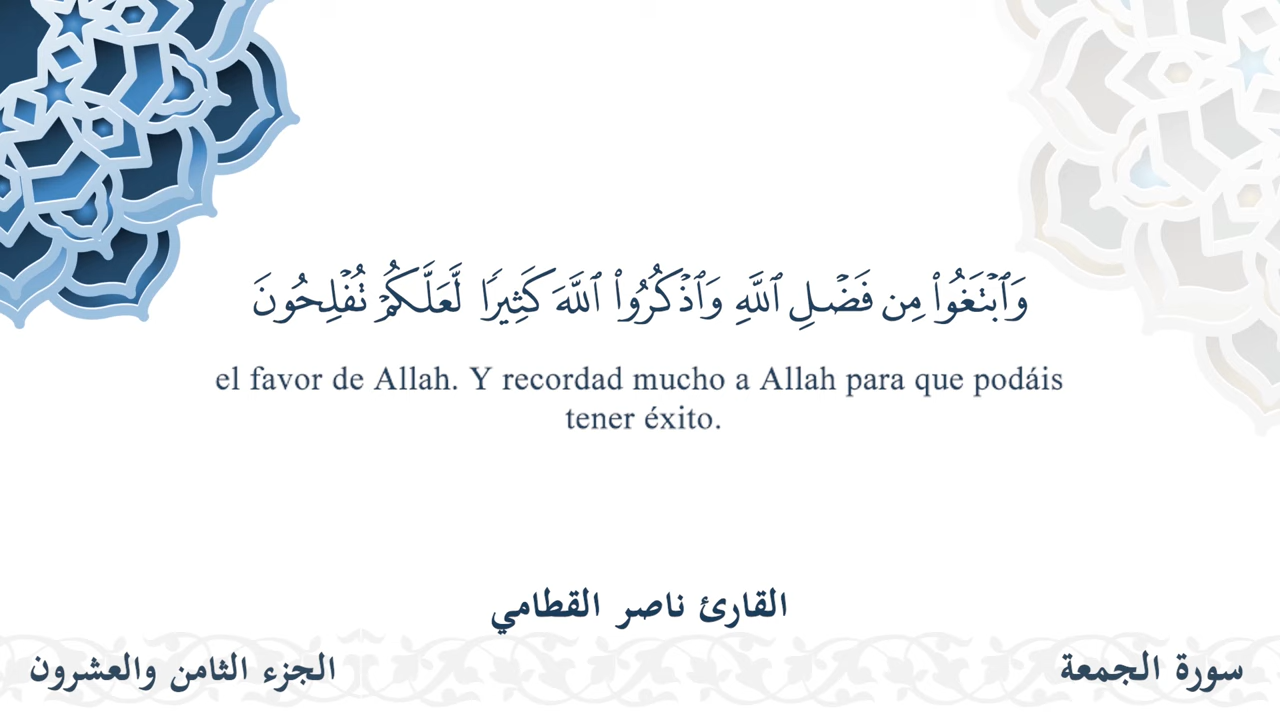 وَٱبْتَغُوا۟ مِن فَضْلِ ٱللَّهِ وَٱذْكُرُوا۟ ٱللَّهَ كَثِيرًا لَّعَلَّكُمْ تُفْلِحُونَ
el favor de Allah. Y recordad mucho a Allah para que podáis
tener éxito.
القارئ ناصر القطامي
سورة الجمعة
الجزء الثامن والعشرون